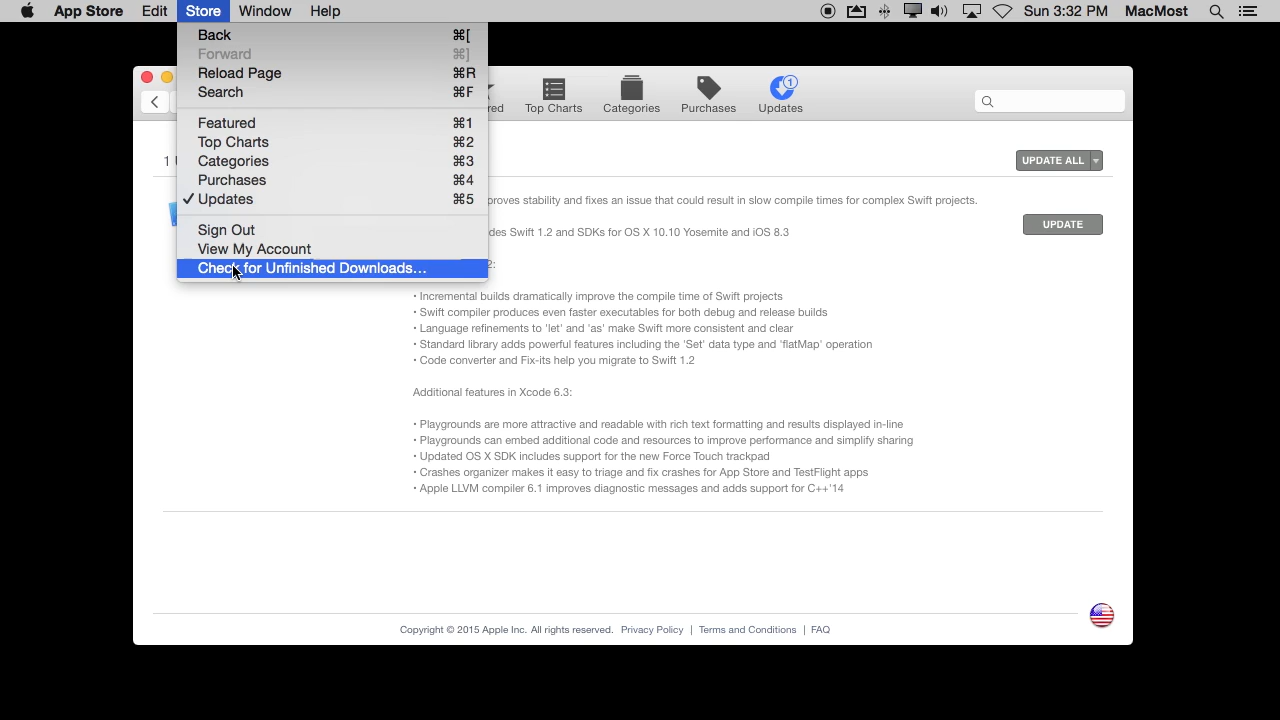 App Store Edit Store Window Help Sun 3:32 PM MacMost
Back ⌘[
Forward ⌘]
Reload Page ⌘R
Search ⌘F
Featured ⌘1
Top Charts ⌘2
Categories ⌘3
Purchases ⌘4
✓ Updates ⌘5
Sign Out
View My Account
Check for Unfinished Downloads...
red Top Charts Categories Purchases Updates
1
1 U
UPDATE ALL
proves stability and fixes an issue that could result in slow compile times for complex Swift projects.
UPDATE
des Swift 1.2 and SDKs for OS X 10.10 Yosemite and iOS 8.3
2:
• Incremental builds dramatically improve the compile time of Swift projects
• Swift compiler produces even faster executables for both debug and release builds
• Language refinements to 'let' and 'as' make Swift more consistent and clear
• Standard library adds powerful features including the 'Set' data type and 'flatMap' operation
• Code converter and Fix-its help you migrate to Swift 1.2
Additional features in Xcode 6.3:
• Playgrounds are more attractive and readable with rich text formatting and results displayed in-line
• Playgrounds can embed additional code and resources to improve performance and simplify sharing
• Updated OS X SDK includes support for the new Force Touch trackpad
• Crashes organizer makes it easy to triage and fix crashes for App Store and TestFlight apps
• Apple LLVM compiler 6.1 improves diagnostic messages and adds support for C++'14
Copyright © 2015 Apple Inc. All rights reserved. Privacy Policy | Terms and Conditions | FAQ